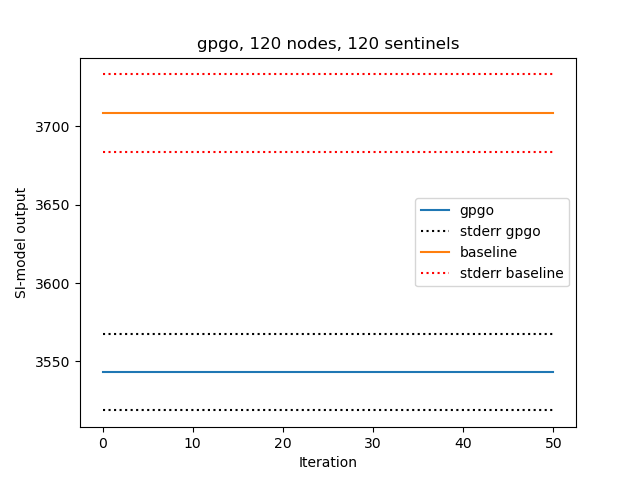 gpgo, 120 nodes, 120 sentinels
SI-model output
3700
3650
3600
3550
gpgo
stderr gpgo
baseline
stderr baseline
0 10 20 30 40 50
Iteration